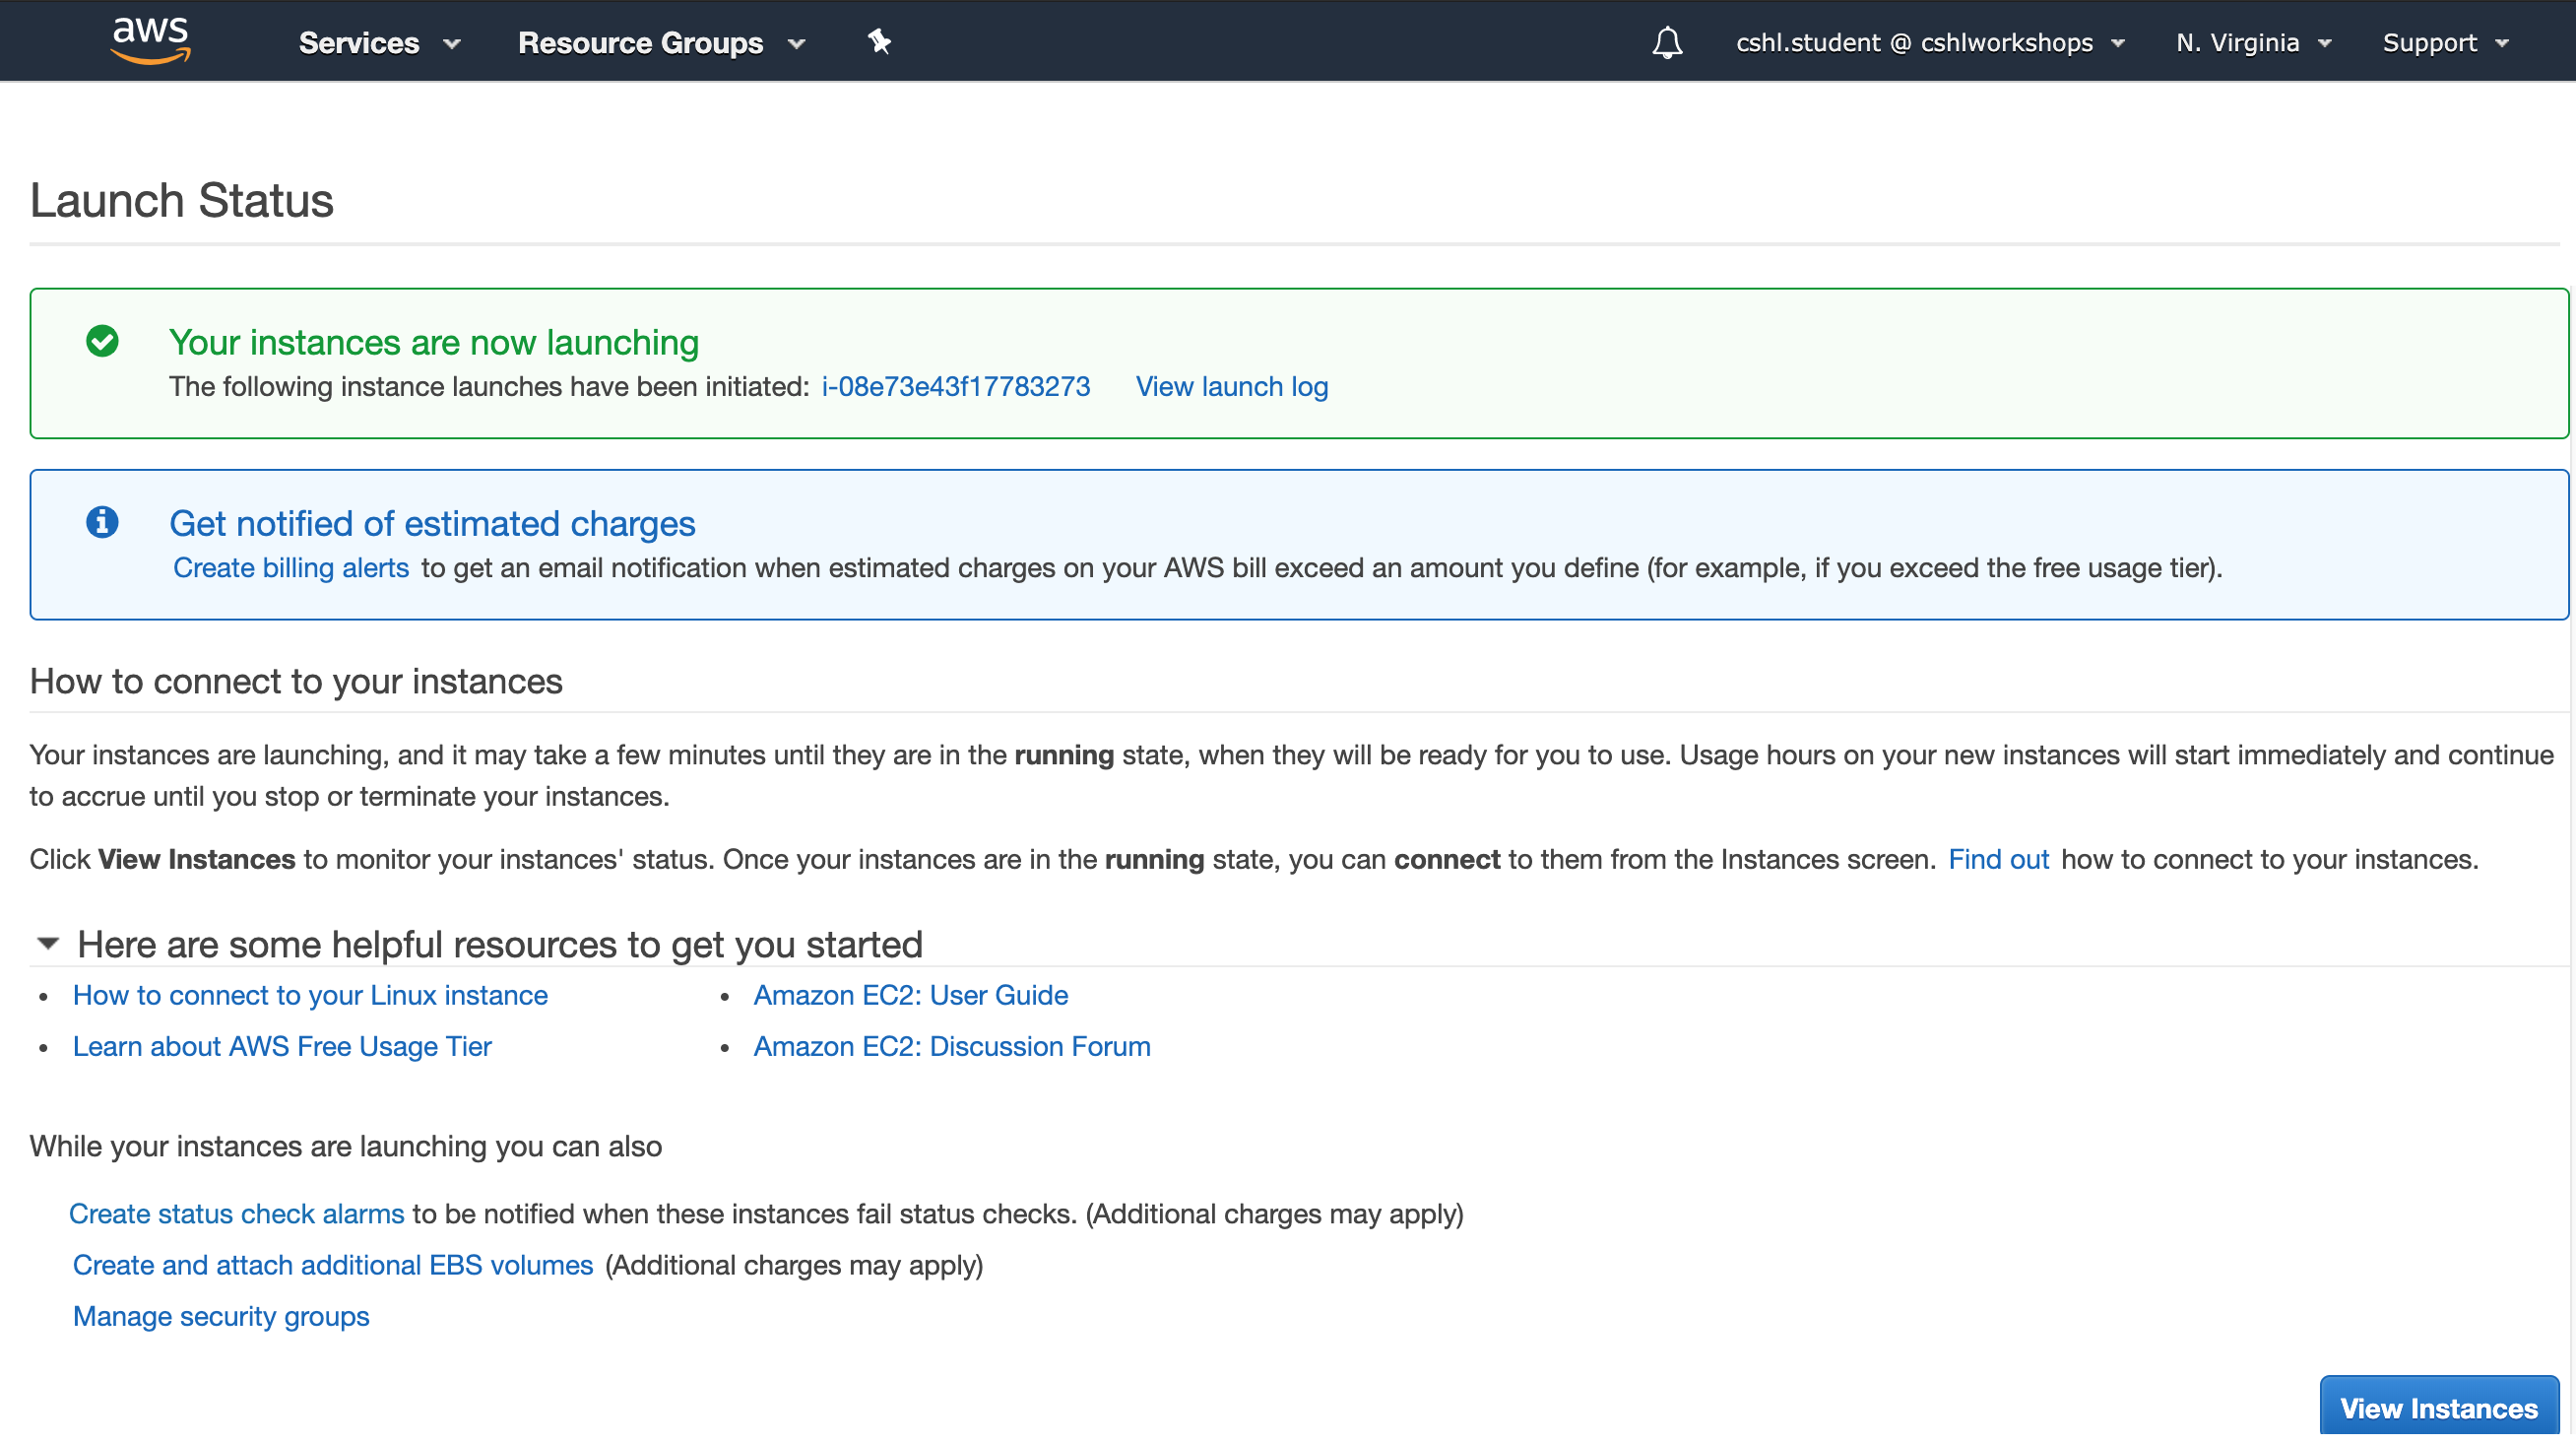 aws Services Resource Groups cshl.student @ cshlworkshops N. Virginia Support
Launch Status
Your instances are now launching
The following instance launches have been initiated: i-08e73e43f17783273 View launch log
Get notified of estimated charges
Create billing alerts to get an email notification when estimated charges on your AWS bill exceed an amount you define (for example, if you exceed the free usage tier).
How to connect to your instances
Your instances are launching, and it may take a few minutes until they are in the running state, when they will be ready for you to use. Usage hours on your new instances will start immediately and continue
to accrue until you stop or terminate your instances.
Click View Instances to monitor your instances' status. Once your instances are in the running state, you can connect to them from the Instances screen. Find out how to connect to your instances.
Here are some helpful resources to get you started
• How to connect to your Linux instance • Amazon EC2: User Guide
• Learn about AWS Free Usage Tier • Amazon EC2: Discussion Forum
While your instances are launching you can also
Create status check alarms to be notified when these instances fail status checks. (Additional charges may apply)
Create and attach additional EBS volumes (Additional charges may apply)
Manage security groups
View Instances